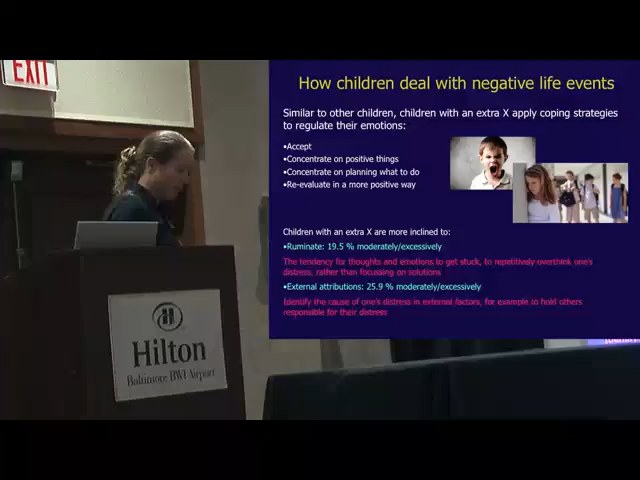 EXIT
How children deal with negative life events
Similar to other children, children with an extra X apply coping strategies
to regulate their emotions:
•Accept
•Concentrate on positive things
•Concentrate on planning what to do
•Re-evaluate in a more positive way
Children with an extra X are more inclined to:
•Ruminate: 19.5 % moderately/excessively
The tendency for thoughts and emotions to get stuck, to repetitively overthink one's
distress, rather than focussing on solutions
•External attributions: 25.9 % moderately/excessively
Identify the cause of one's distress in external factors, for example to hold others
responsible for their distress
H
Hilton
Baltimore BWI Airport